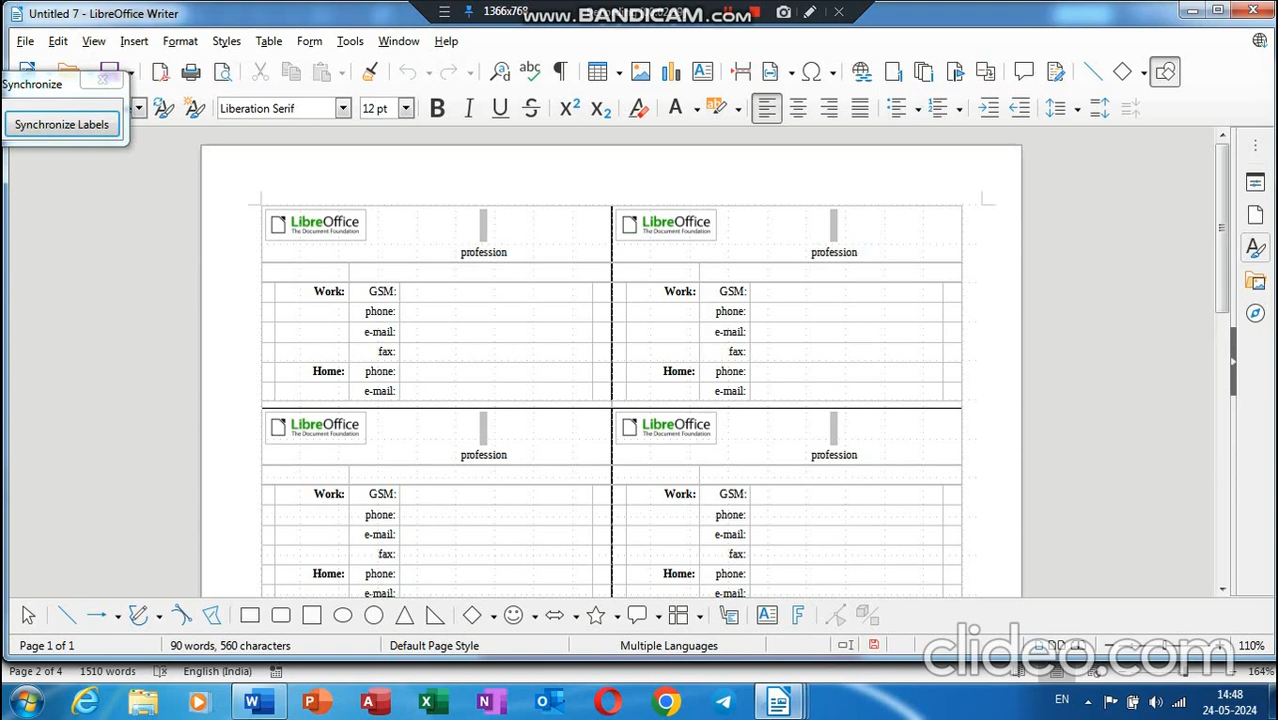 Untitled 7 - LibreOffice Writer
1366x768
www.BANDICAM.com
File Edit View Insert Format Styles Table Form Tools Window Help
Synchronize
Synchronize Labels
Liberation Serif
12 pt
LibreOffice
The Document Foundation
profession
LibreOffice
The Document Foundation
profession
Work: GSM:
phone:
e-mail:
fax:
Home: phone:
e-mail:
Work: GSM:
phone:
e-mail:
fax:
Home: phone:
e-mail:
LibreOffice
The Document Foundation
profession
LibreOffice
The Document Foundation
profession
Work: GSM:
phone:
e-mail:
fax:
Home: phone:
e-mail:
Work: GSM:
phone:
e-mail:
fax:
Home: phone:
e-mail:
Page 1 of 1 90 words, 560 characters Default Page Style Multiple Languages 110%
clideo.com
Page 2 of 4 1510 words English (India) 164%
EN
14:48
24-05-2024